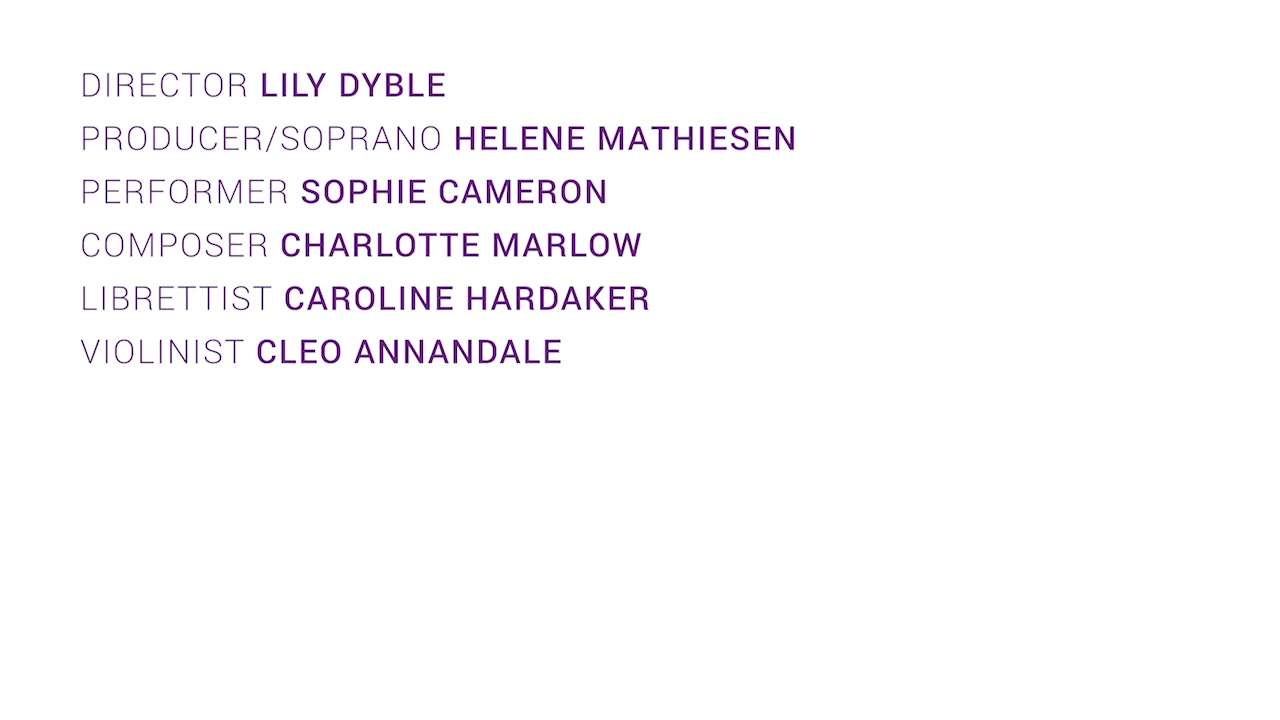 DIRECTOR LILY DYBLE
PRODUCER/SOPRANO HELENE MATHIESEN
PERFORMER SOPHIE CAMERON
COMPOSER CHARLOTTE MARLOW
LIBRETTIST CAROLINE HARDAKER
VIOLINIST CLEO ANNANDALE